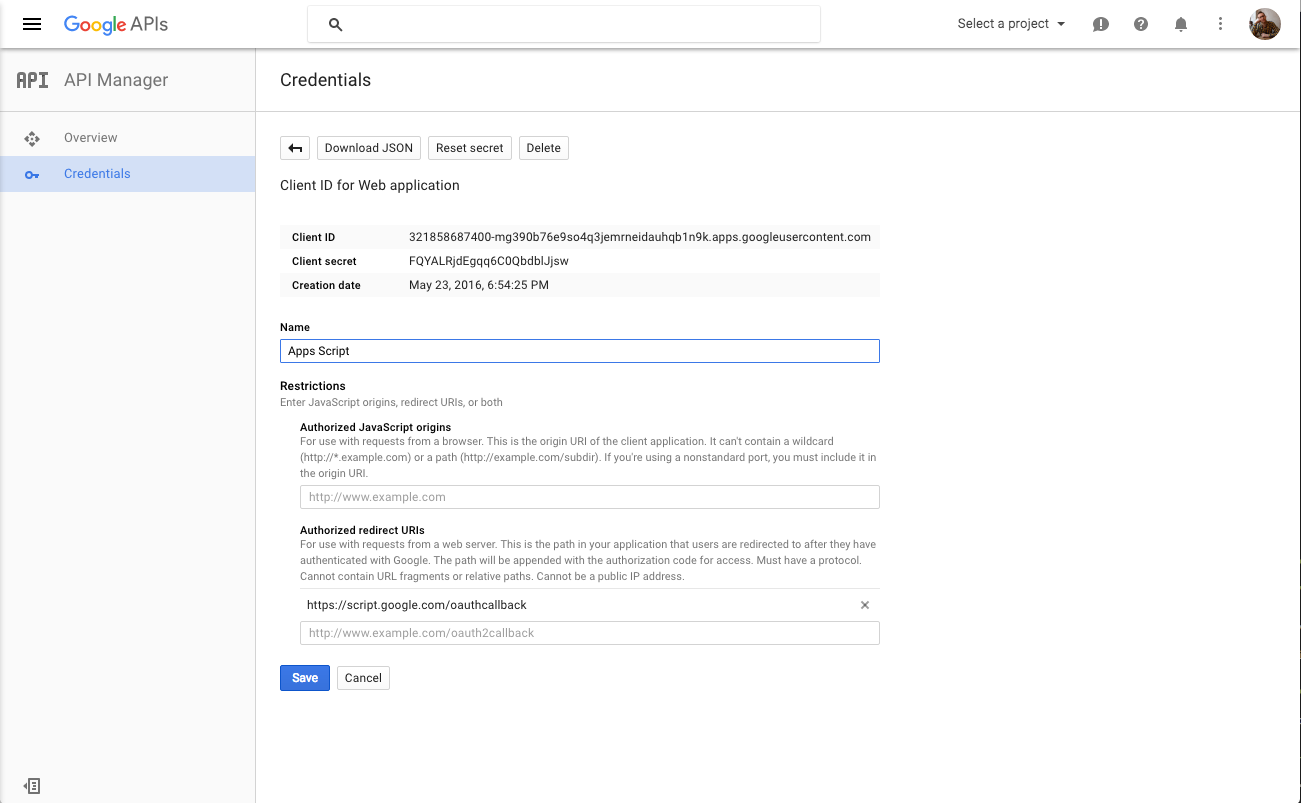 Google APIs
Select a project
API API Manager
Credentials
Overview
Credentials
Download JSON
Reset secret
Delete
Client ID for Web application
Client ID 321858687400-mg390b76e9so4q3jemrneidauhqb1n9k.apps.googleusercontent.com
Client secret FQYALRjdEgqq6C0QbdblJjsw
Creation date May 23, 2016, 6:54:25 PM
Name
Apps Script
Restrictions
Enter JavaScript origins, redirect URIs, or both
Authorized JavaScript origins
For use with requests from a browser. This is the origin URI of the client application. It can't contain a wildcard
(http://*.example.com) or a path (http://example.com/subdir). If you're using a nonstandard port, you must include it in
the origin URI.
http://www.example.com
Authorized redirect URIs
For use with requests from a web server. This is the path in your application that users are redirected to after they have
authenticated with Google. The path will be appended with the authorization code for access. Must have a protocol.
Cannot contain URL fragments or relative paths. Cannot be a public IP address.
https://script.google.com/oauthcallback
http://www.example.com/oauth2callback
Save
Cancel